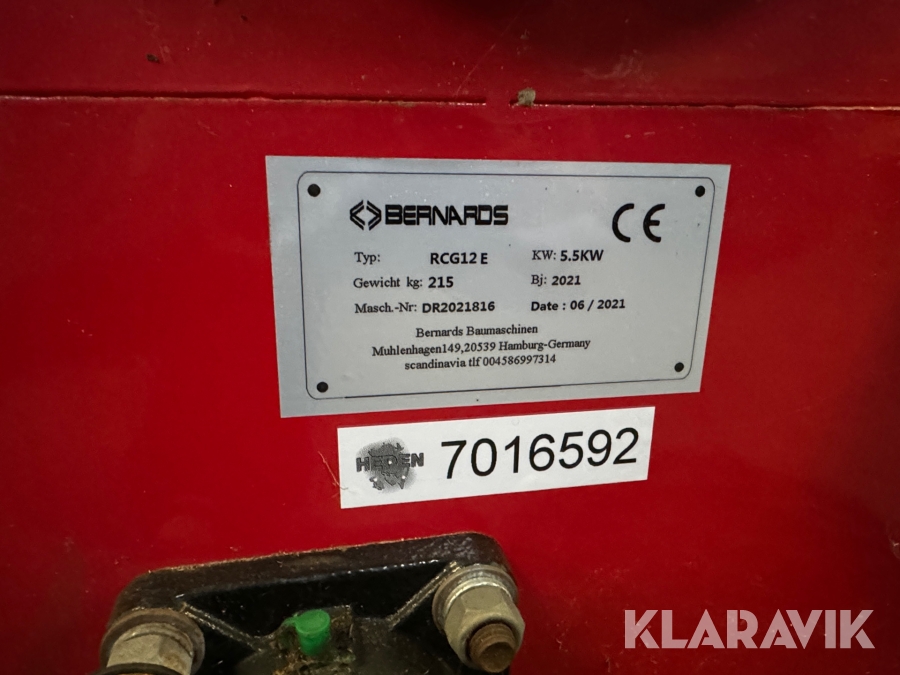 BERNARDS
CE
Typ: RCG12 E KW: 5.5KW
Gewicht kg: 215 Bj: 2021
Masch.-Nr: DR2021816 Date : 06 / 2021
Bernards Baumaschinen
Muhlenhagen149,20539 Hamburg-Germany
scandinavia tlf 004586997314
HEDEN 7016592
KLARAVIK